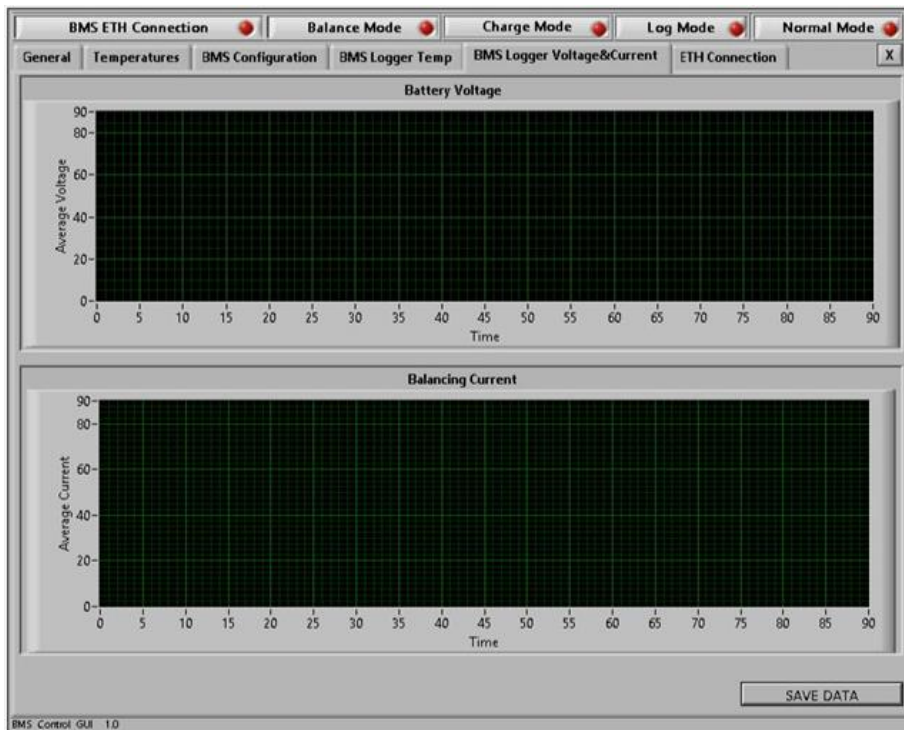 BMS ETH Connection Balance Mode Charge Mode Log Mode Normal Mode
General Temperatures BMS Configuration BMS Logger Temp BMS Logger Voltage&Current ETH Connection X
Battery Voltage
90
80
60
40
20
0
Average Voltage
0 5 10 15 20 25 30 35 40 45 50 55 60 65 70 75 80 85 90
Time
Balancing Current
90
80
60
40
20
0
Average Current
0 5 10 15 20 25 30 35 40 45 50 55 60 65 70 75 80 85 90
Time
SAVE DATA
BMS Control GUI 1.0